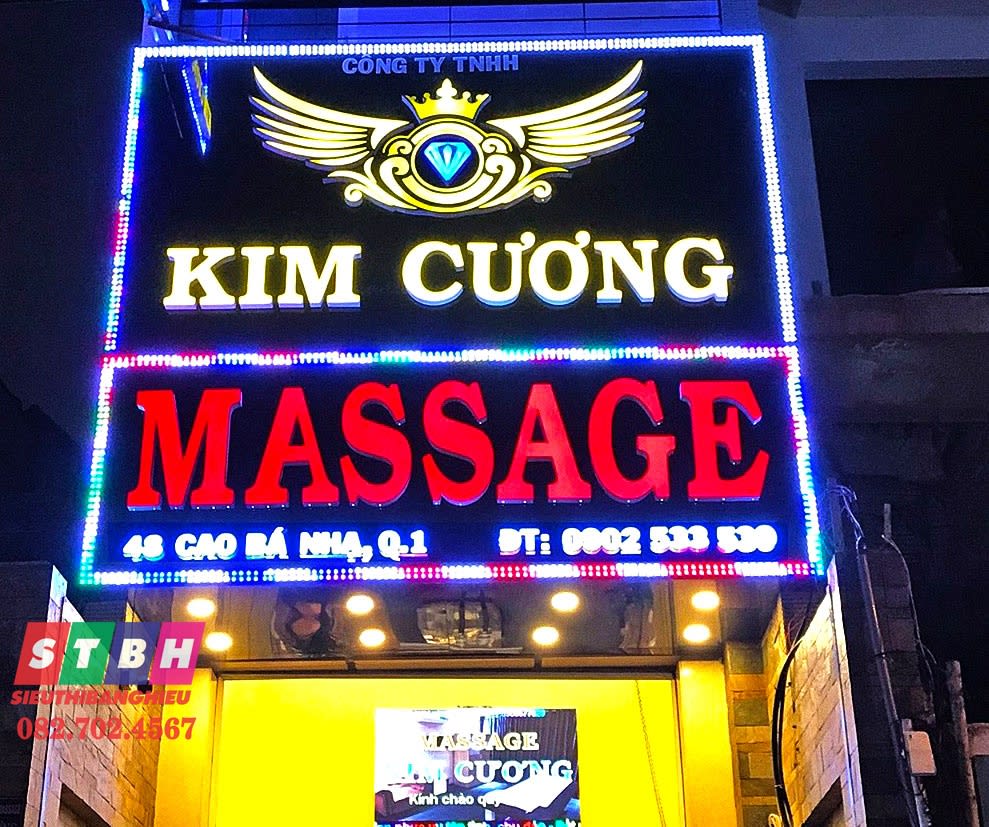 CÔNG TY TNHH
KIM CƯƠNG
MASSAGE
48 CAO BÁ NHẠ, Q.1 ĐT: 0902 533 530
STBH
SIEUTHIBANGHIEU
082.702.4567
MASSAGE
KIM CƯƠNG
Kính chào quý